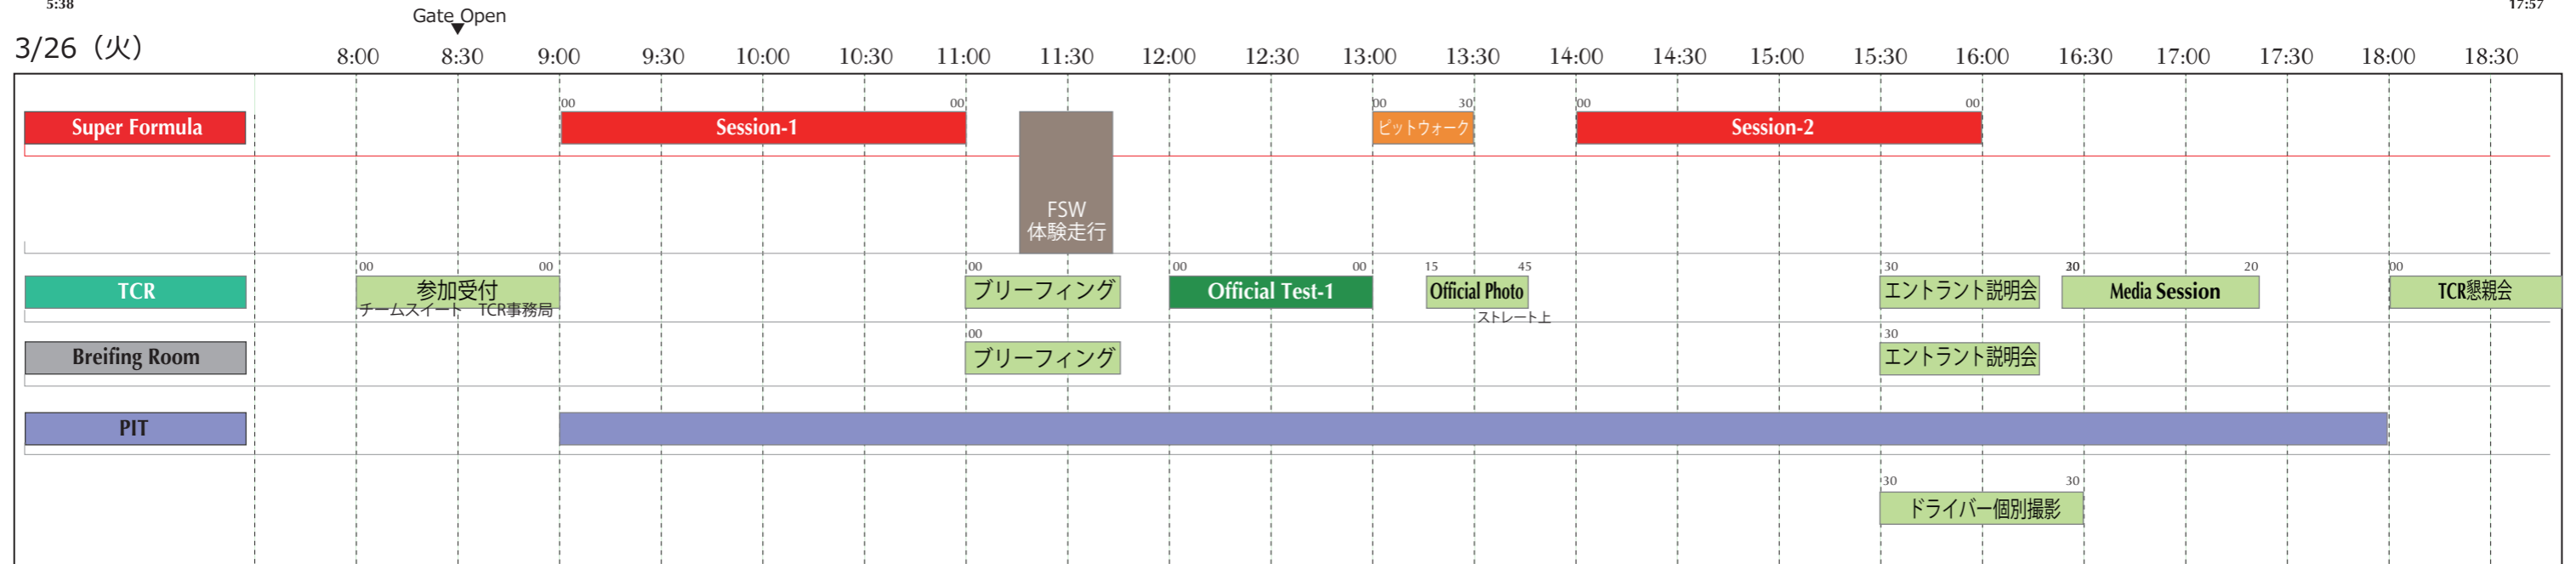 5:38
17:57
Gate Open
3/26（火）
8:00 8:30 9:00 9:30 10:00 10:30 11:00 11:30 12:00 12:30 13:00 13:30 14:00 14:30 15:00 15:30 16:00 16:30 17:00 17:30 18:00 18:30
00 00 00 30 00 00
Super Formula Session-1 ピットウォーク Session-2
FSW
体験走行
00 00 00 00 00 15 45 30 20 00
TCR 参加受付 ブリーフィング Official Test-1 Official Photo エントラント説明会 Media Session TCR懇親会
チームスイート TCR事務局
ストレート上
00 30
Breifing Room ブリーフィング エントラント説明会
PIT
30 30
ドライバー個別撮影